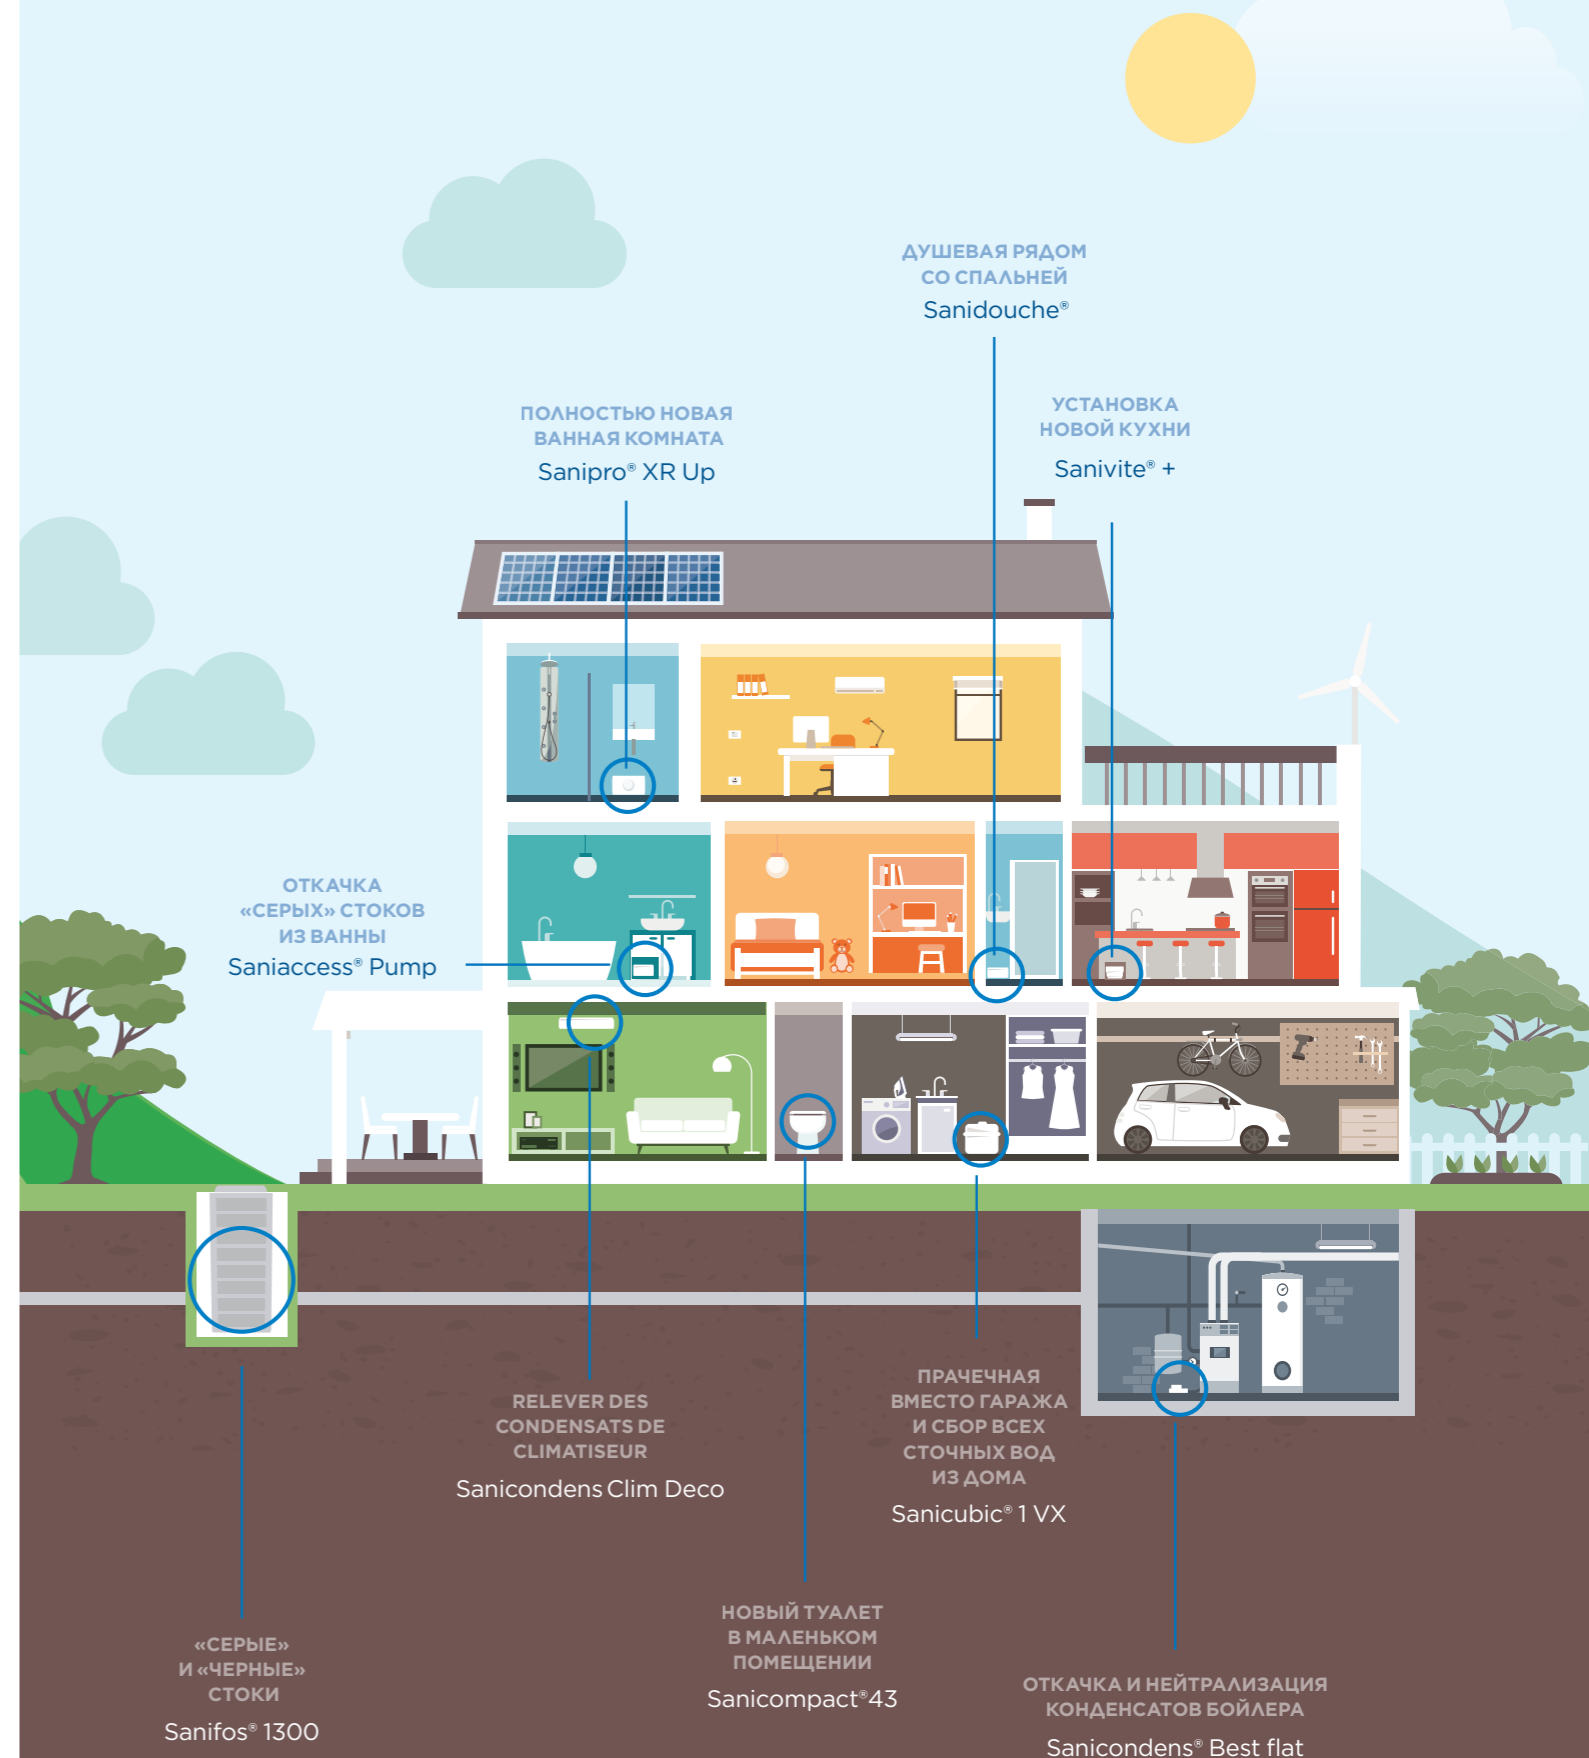 ДУШЕВАЯ РЯДОМ
СО СПАЛЬНЕЙ
Sanidouche®
ПОЛНОСТЬЮ НОВАЯ
ВАННАЯ КОМНАТА
Sanipro® XR Up
УСТАНОВКА
НОВОЙ КУХНИ
Sanivite® +
ОТКАЧКА
«СЕРЫХ» СТОКОВ
ИЗ ВАННЫ
Saniaccess® Pump
RELEVER DES
CONDENSATS DE
CLIMATISEUR
Sanicondens Clim Deco
ПРАЧЕЧНАЯ
ВМЕСТО ГАРАЖА
И СБОР ВСЕХ
СТОЧНЫХ ВОД
ИЗ ДОМА
Sanicubic® 1 VX
НОВЫЙ ТУАЛЕТ
В МАЛЕНЬКОМ
ПОМЕЩЕНИИ
Sanicompact®43
«СЕРЫЕ»
И «ЧЕРНЫЕ»
СТОКИ
Sanifos® 1300
ОТКАЧКА И НЕЙТРАЛИЗАЦИЯ
КОНДЕНСАТОВ БОЙЛЕРА
Sanicondens® Best flat